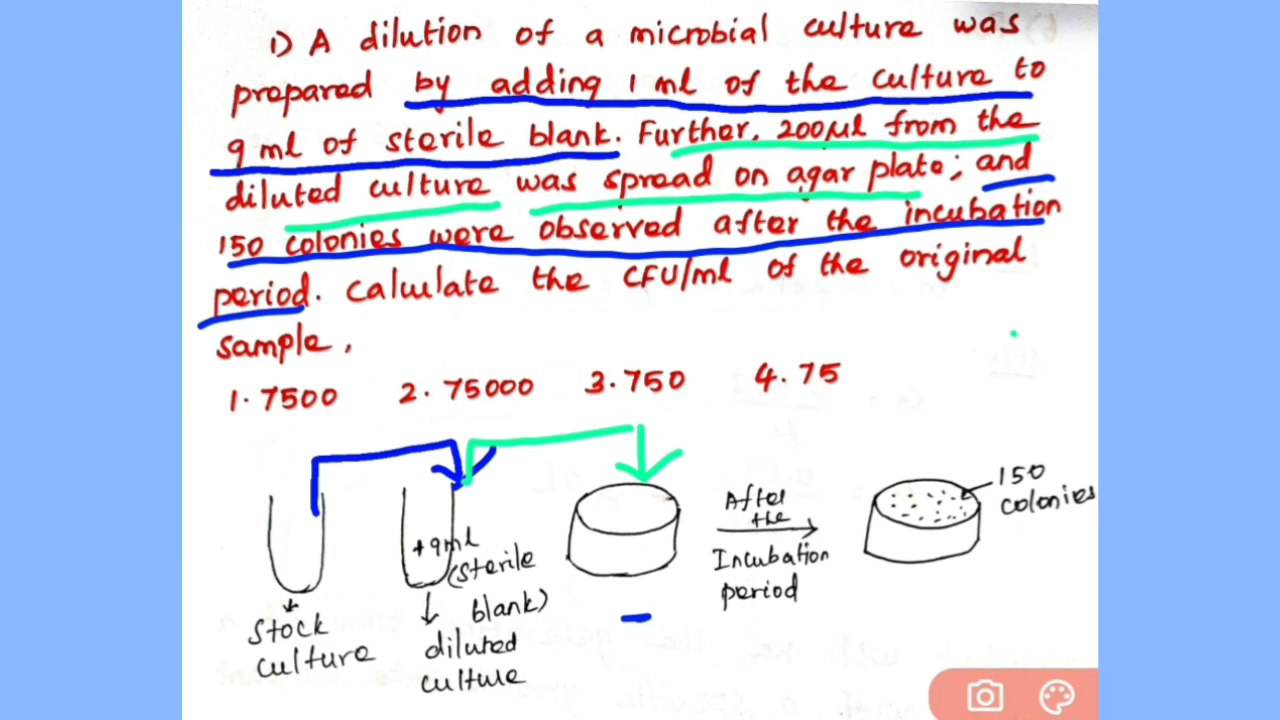 1) A dilution of a microbial culture was
prepared by adding 1 ml of the culture to
9 ml of sterile blank. Further, 200µl from the
diluted culture was spread on agar plate; and
150 colonies were observed after the incubation
period. Calculate the CFU/ml of the original
sample.
1. 7500 2. 75000 3. 750 4. 75
150
colonies
After
the
Incubation
period
+9ml
(sterile
blank)
stock
culture
diluted
culture